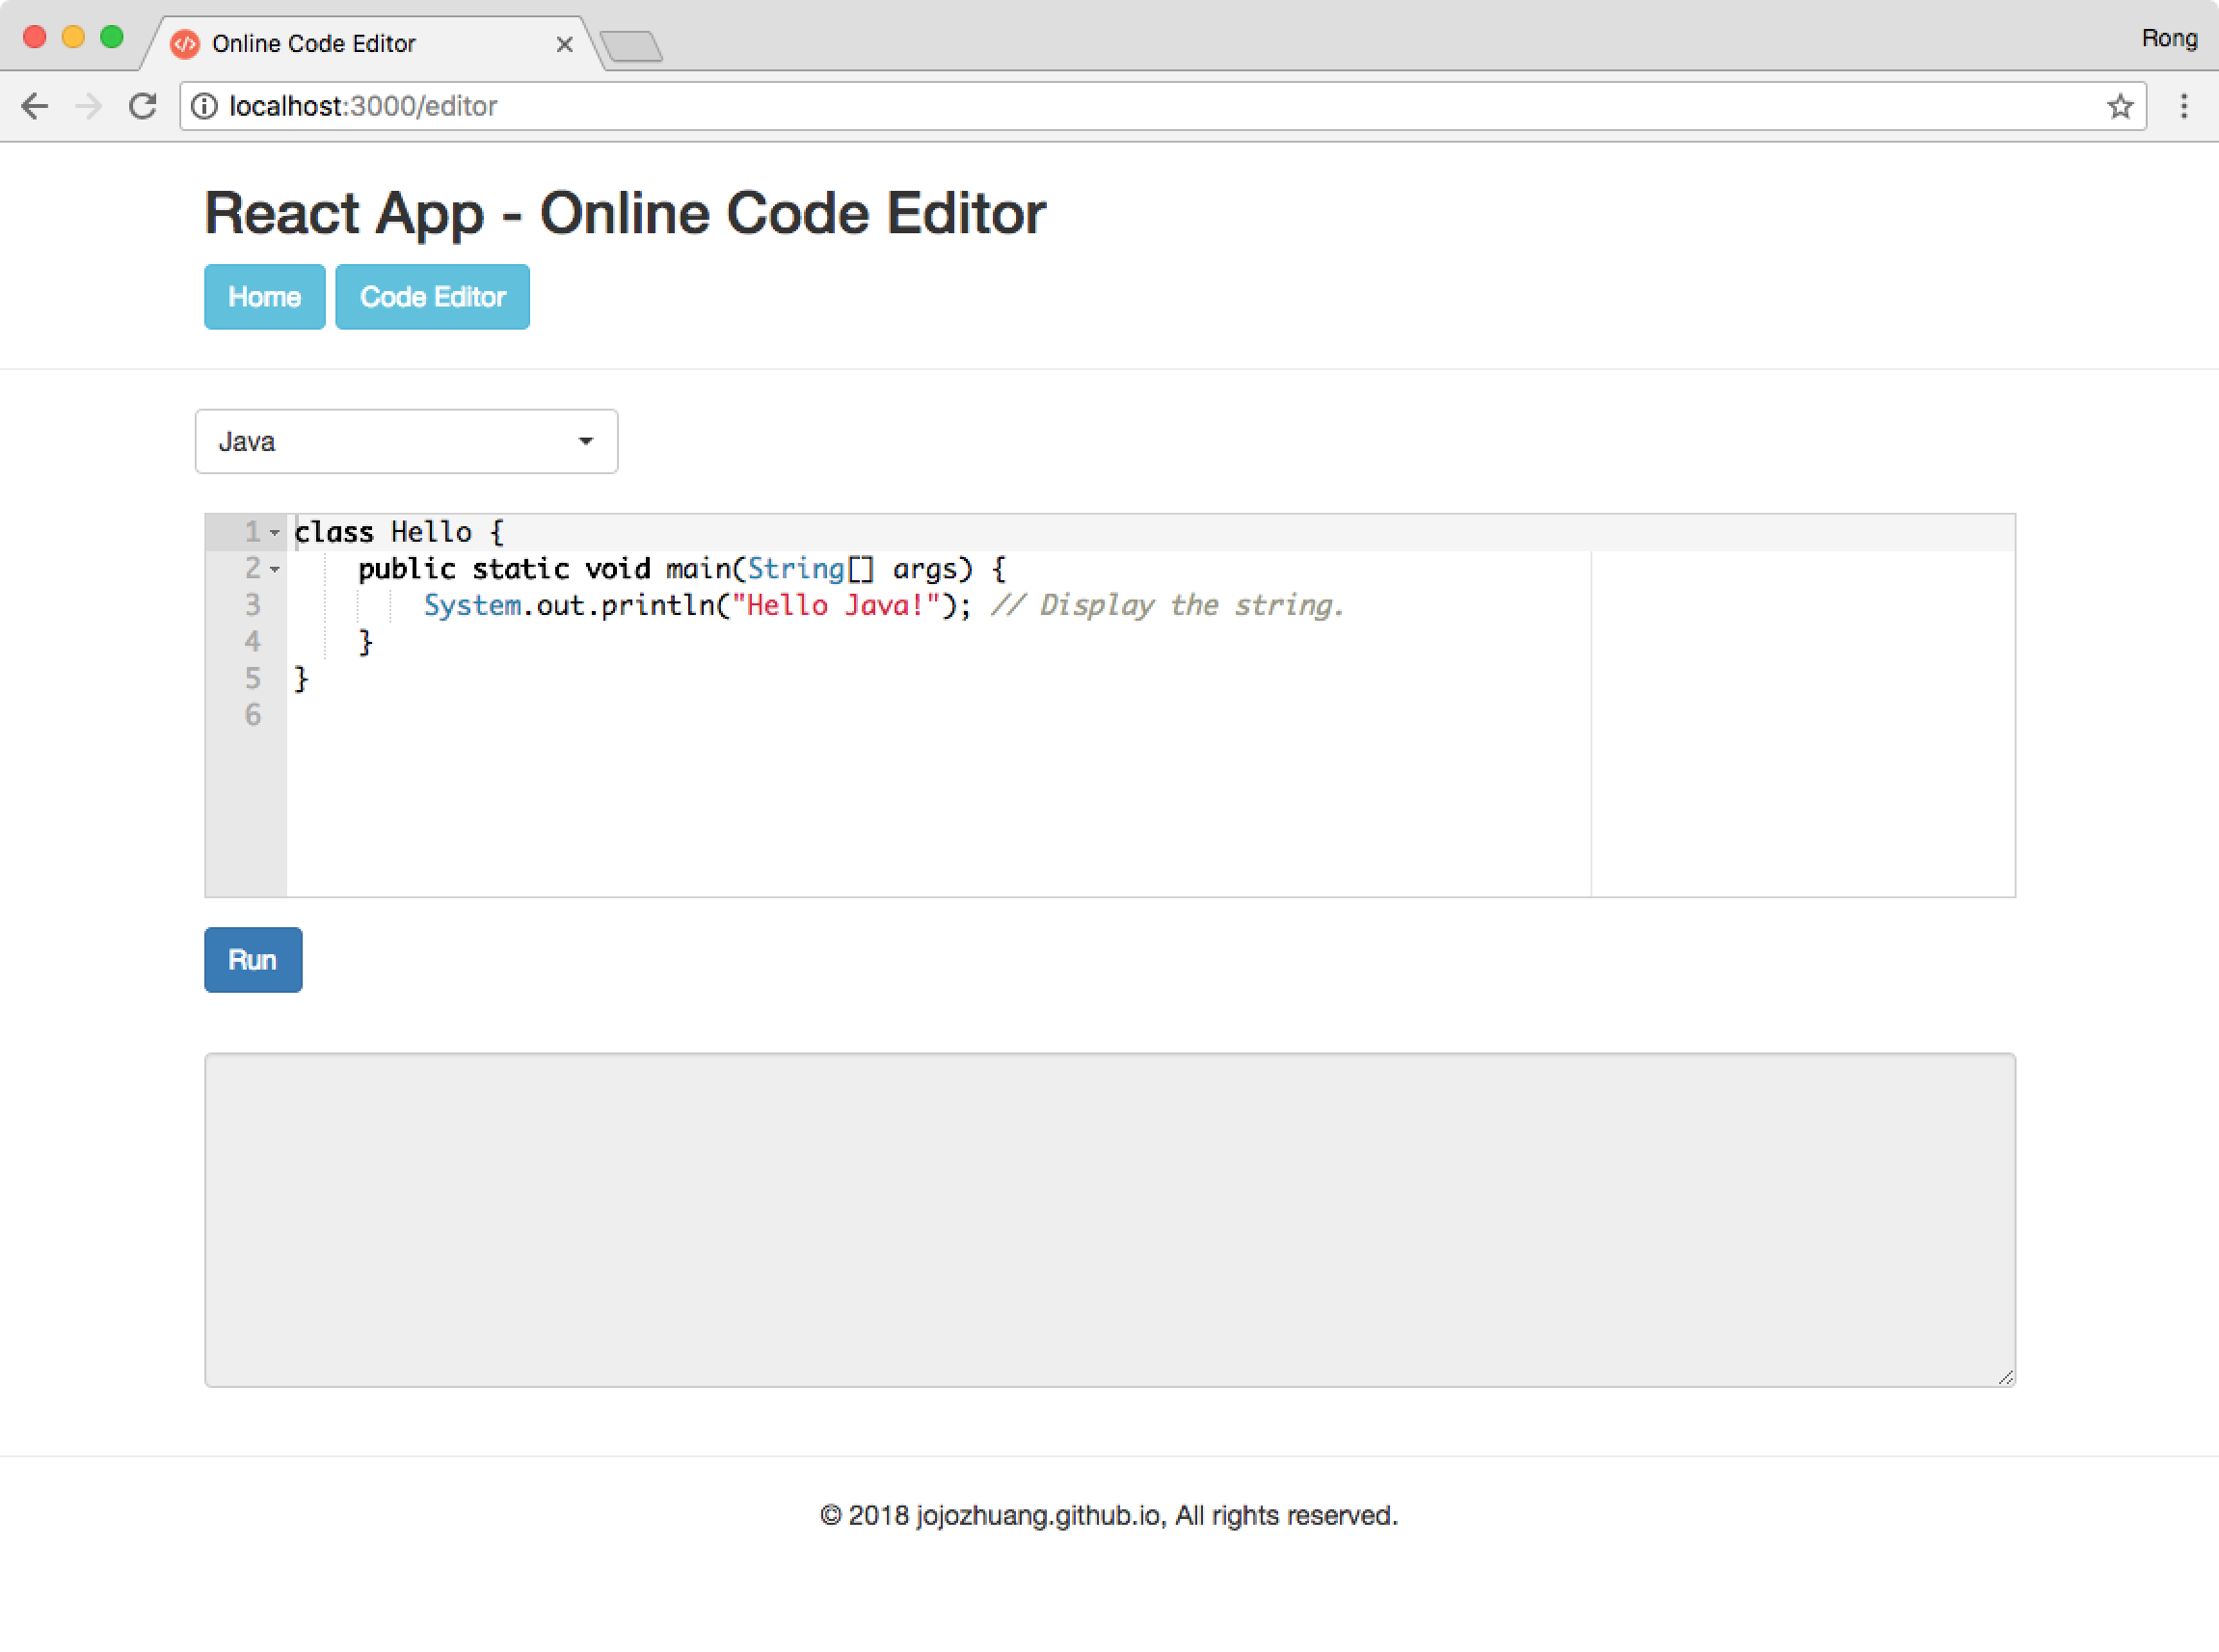 Online Code Editor
Rong
localhost:3000/editor
React App - Online Code Editor
Home Code Editor
Java
1 class Hello {
2     public static void main(String[] args) {
3         System.out.println("Hello Java!"); // Display the string.
4     }
5 }
6
Run
© 2018 jojozhuang.github.io, All rights reserved.